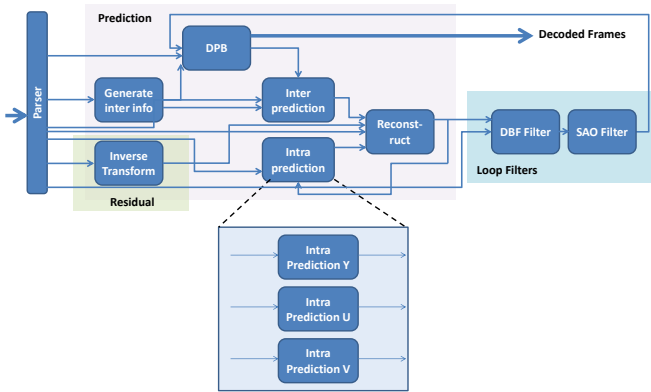 Prediction
DPB
Decoded Frames
Parser
Generate
inter info
Inter
prediction
Reconst-
ruct
DBF Filter
SAO Filter
Inverse
Transform
Intra
prediction
Loop Filters
Residual
Intra
Prediction Y
Intra
Prediction U
Intra
Prediction V